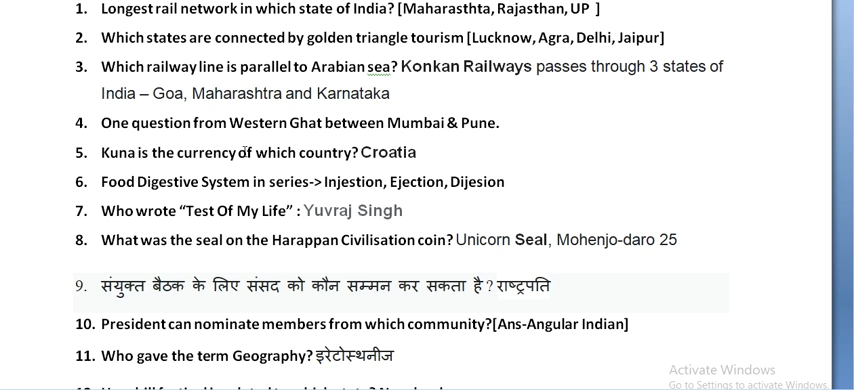 1. Longest rail network in which state of India? [Maharasthta, Rajasthan, UP ]
2. Which states are connected by golden triangle tourism [Lucknow, Agra, Delhi, Jaipur]
3. Which railway line is parallel to Arabian sea? Konkan Railways passes through 3 states of
India – Goa, Maharashtra and Karnataka
4. One question from Western Ghat between Mumbai & Pune.
5. Kuna is the currency of which country? Croatia
6. Food Digestive System in series-> Injestion, Ejection, Dijesion
7. Who wrote “Test Of My Life” : Yuvraj Singh
8. What was the seal on the Harappan Civilisation coin? Unicorn Seal, Mohenjo-daro 25
9. संयुक्त बैठक के लिए संसद को कौन सम्मन कर सकता है ? राष्ट्रपति
10. President can nominate members from which community?[Ans-Angular Indian]
11. Who gave the term Geography? इरेटोस्थनीज
Activate Windows
Go to Settings to activate Windows.